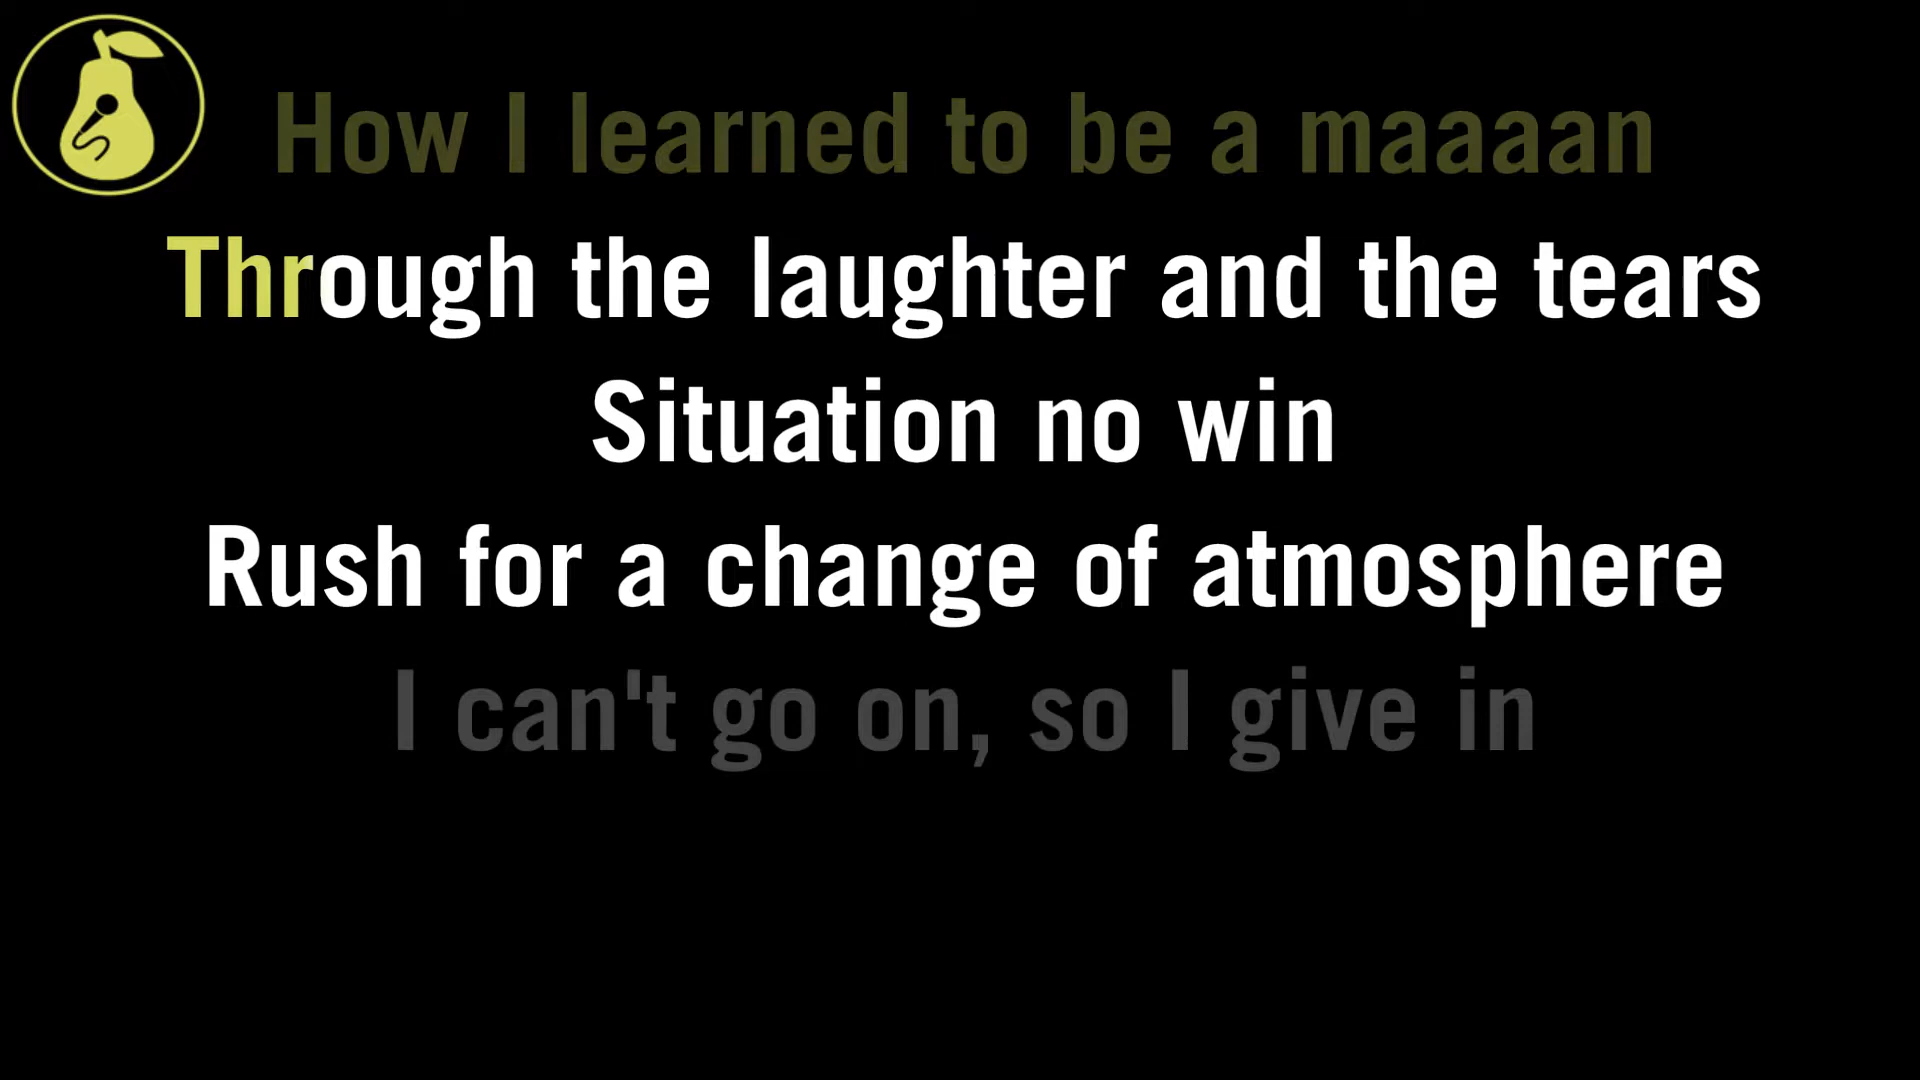 How I learned to be a maaaan
Through the laughter and the tears
Situation no win
Rush for a change of atmosphere
I can't go on, so I give in